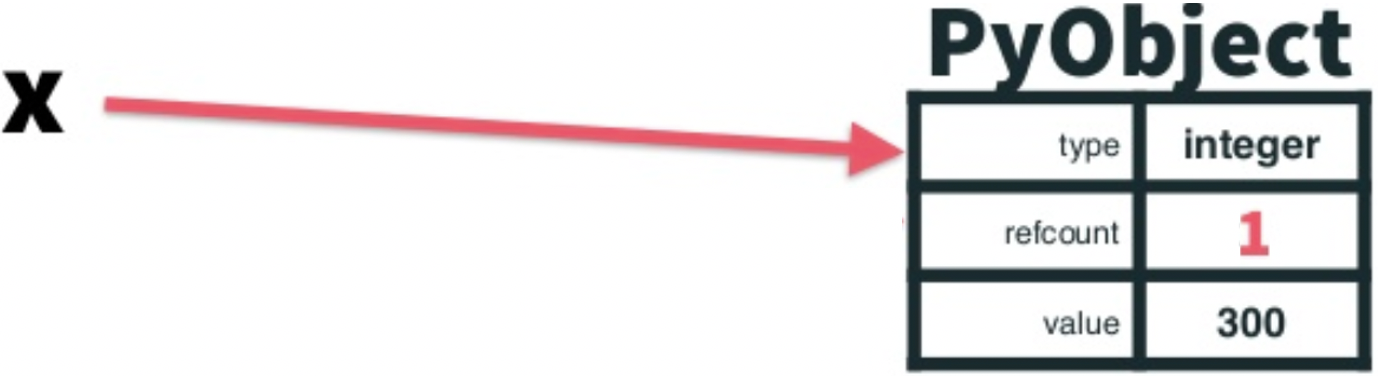 PyObject
x
type integer
refcount 1
value 300